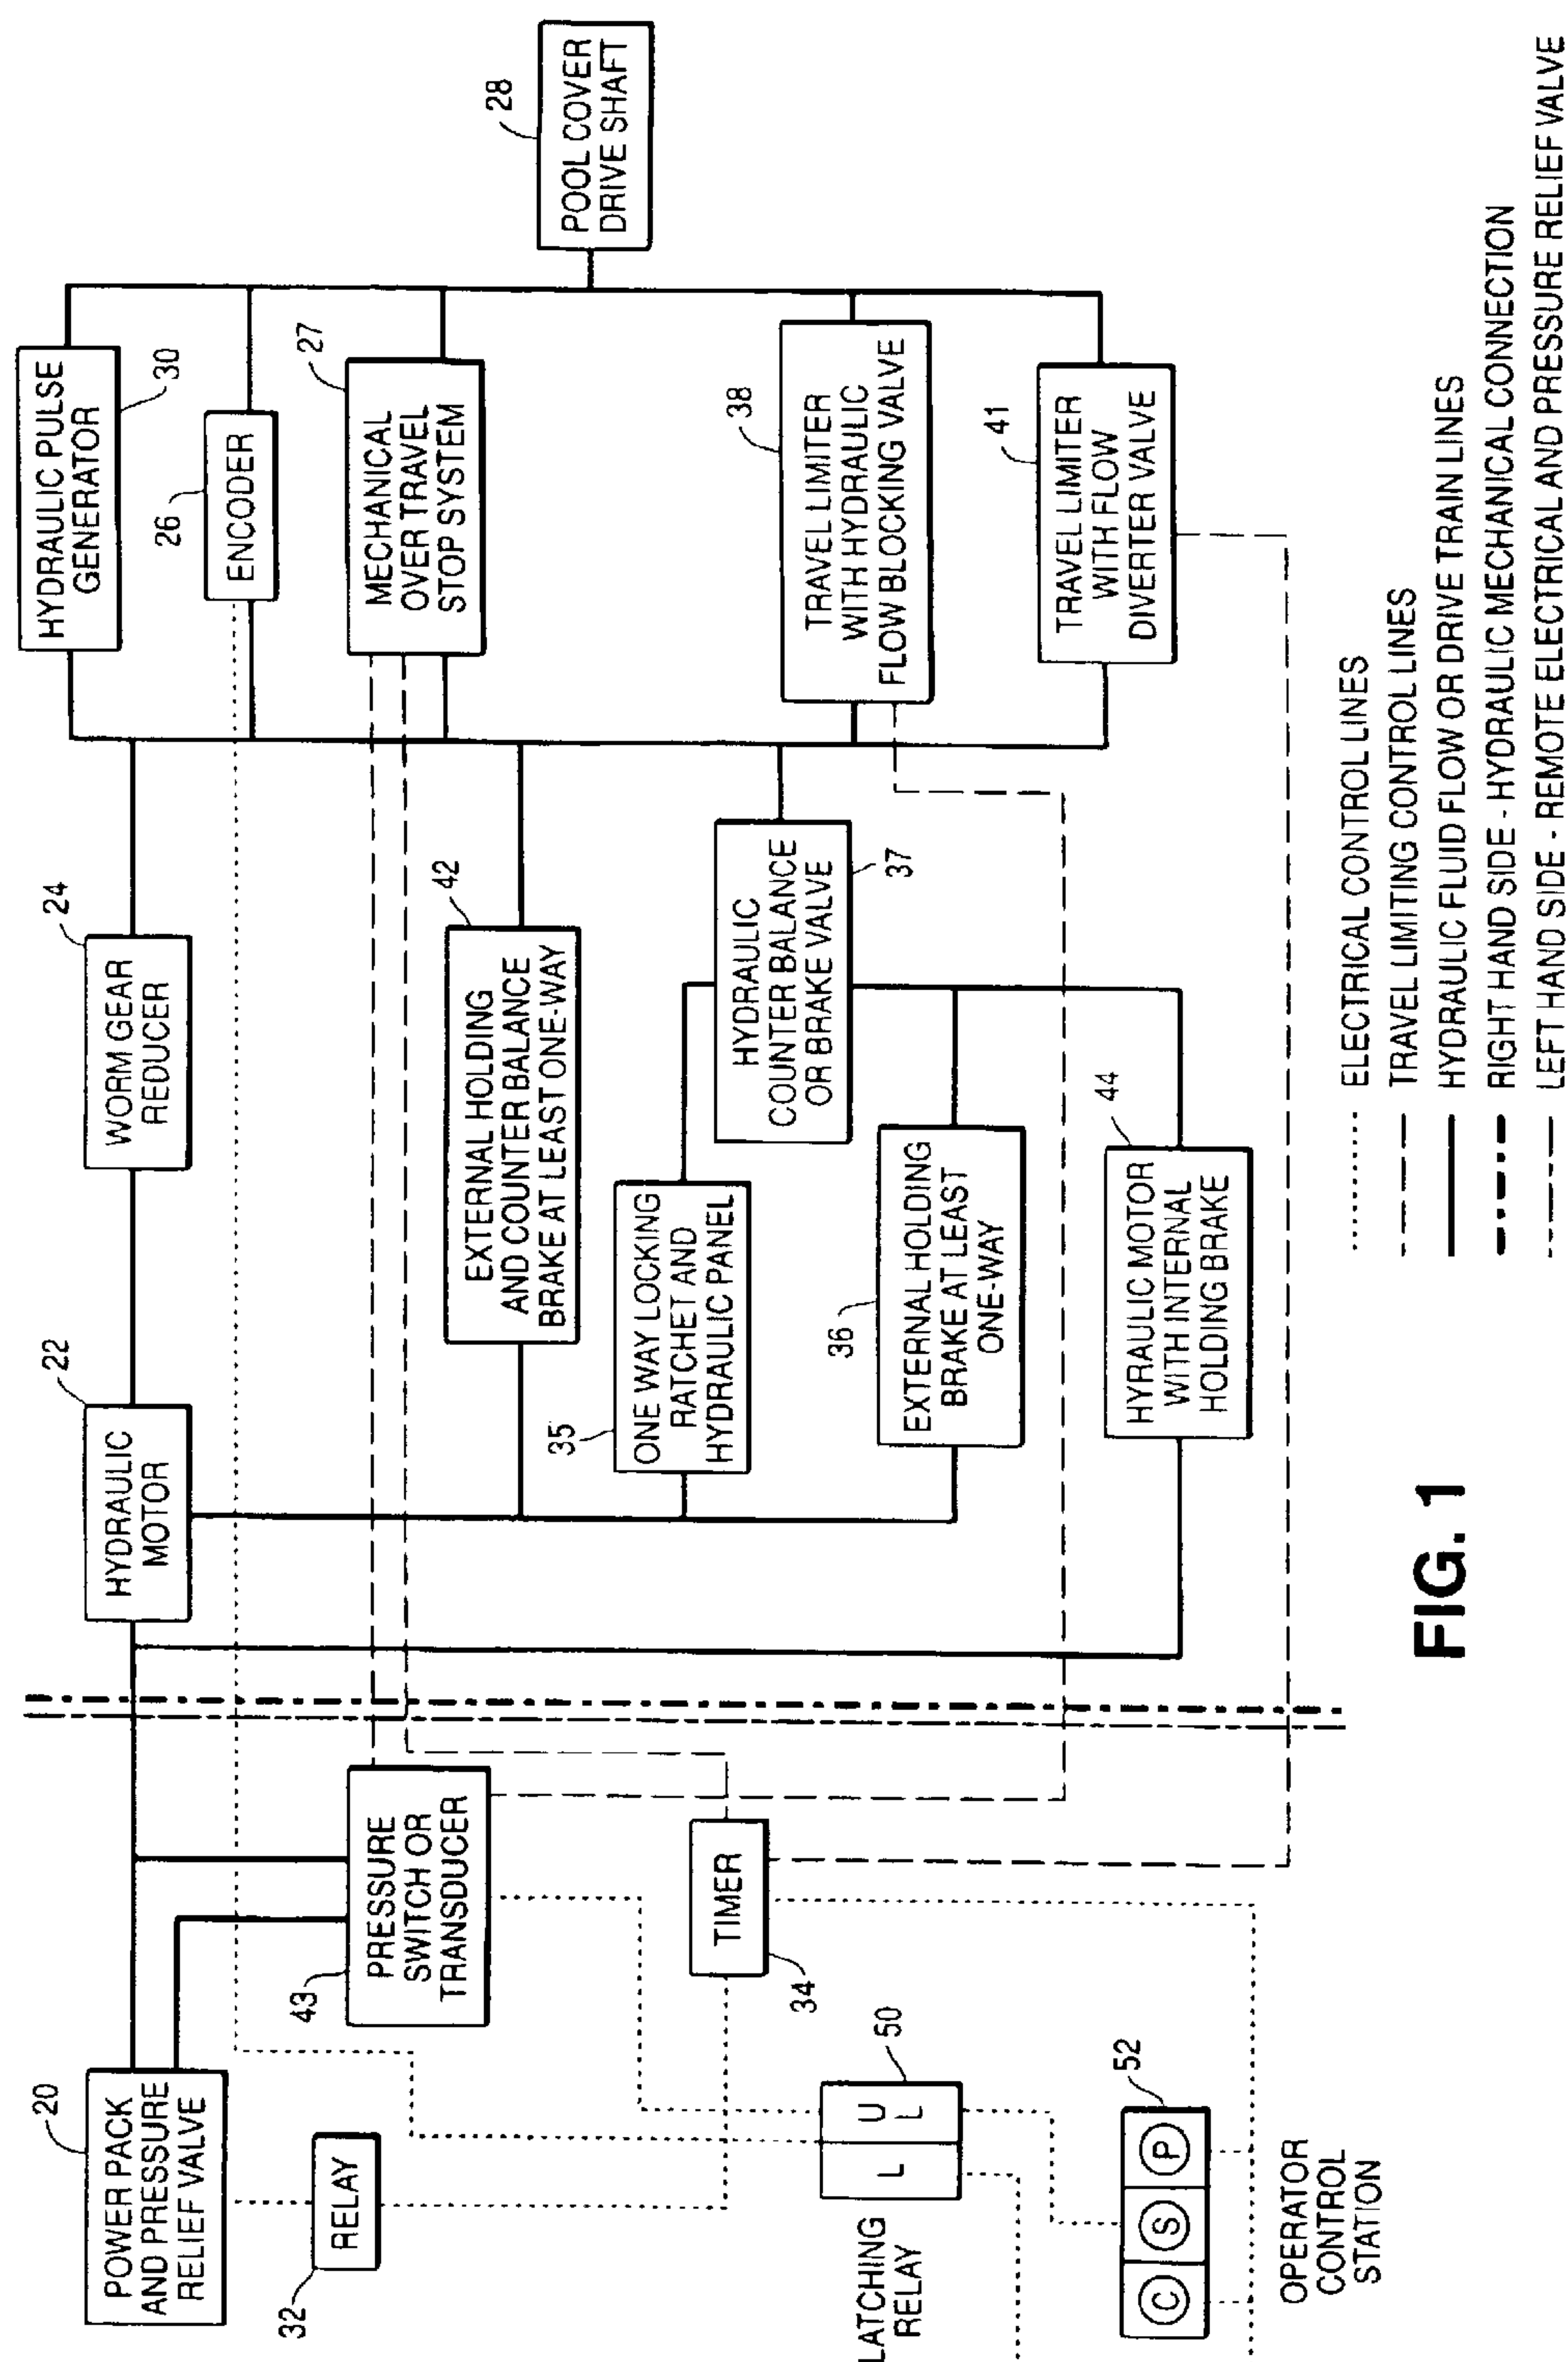 20
POWER PACK
AND PRESSURE
RELIEF VALVE
32
RELAY
43
PRESSURE
SWITCH OR
TRANSDUCER
34
TIMER
LATCHING
RELAY
50
L
U
L
52
C
S
P
OPERATOR
CONTROL
STATION
22
HYDRAULIC
MOTOR
24
WORM GEAR
REDUCER
42
EXTERNAL HOLDING
AND COUNTER BALANCE
BRAKE AT LEAST ONE-WAY
35
ONE WAY LOCKING
RATCHET AND
HYDRAULIC PANEL
36
EXTERNAL HOLDING
BRAKE AT LEAST
ONE-WAY
37
HYDRAULIC
COUNTER BALANCE
OR BRAKE VALVE
44
HYRAULIC MOTOR
WITH INTERNAL
HOLDING BRAKE
HYDRAULIC PULSE
GENERATOR
30
26
ENCODER
27
MECHANICAL
OVER TRAVEL
STOP SYSTEM
38
TRAVEL LIMITER
WITH HYDRAULIC
FLOW BLOCKING VALVE
41
TRAVEL LIMITER
WITH FLOW
DIVERTER VALVE
28
POOL COVER
DRIVE SHAFT
FIG. 1
ELECTRICAL CONTROL LINES
TRAVEL LIMITING CONTROL LINES
HYDRAULIC FLUID FLOW OR DRIVE TRAIN LINES
RIGHT HAND SIDE - HYDRAULIC MECHANICAL CONNECTION
LEFT HAND SIDE - REMOTE ELECTRICAL AND PRESSURE RELIEF VALVE